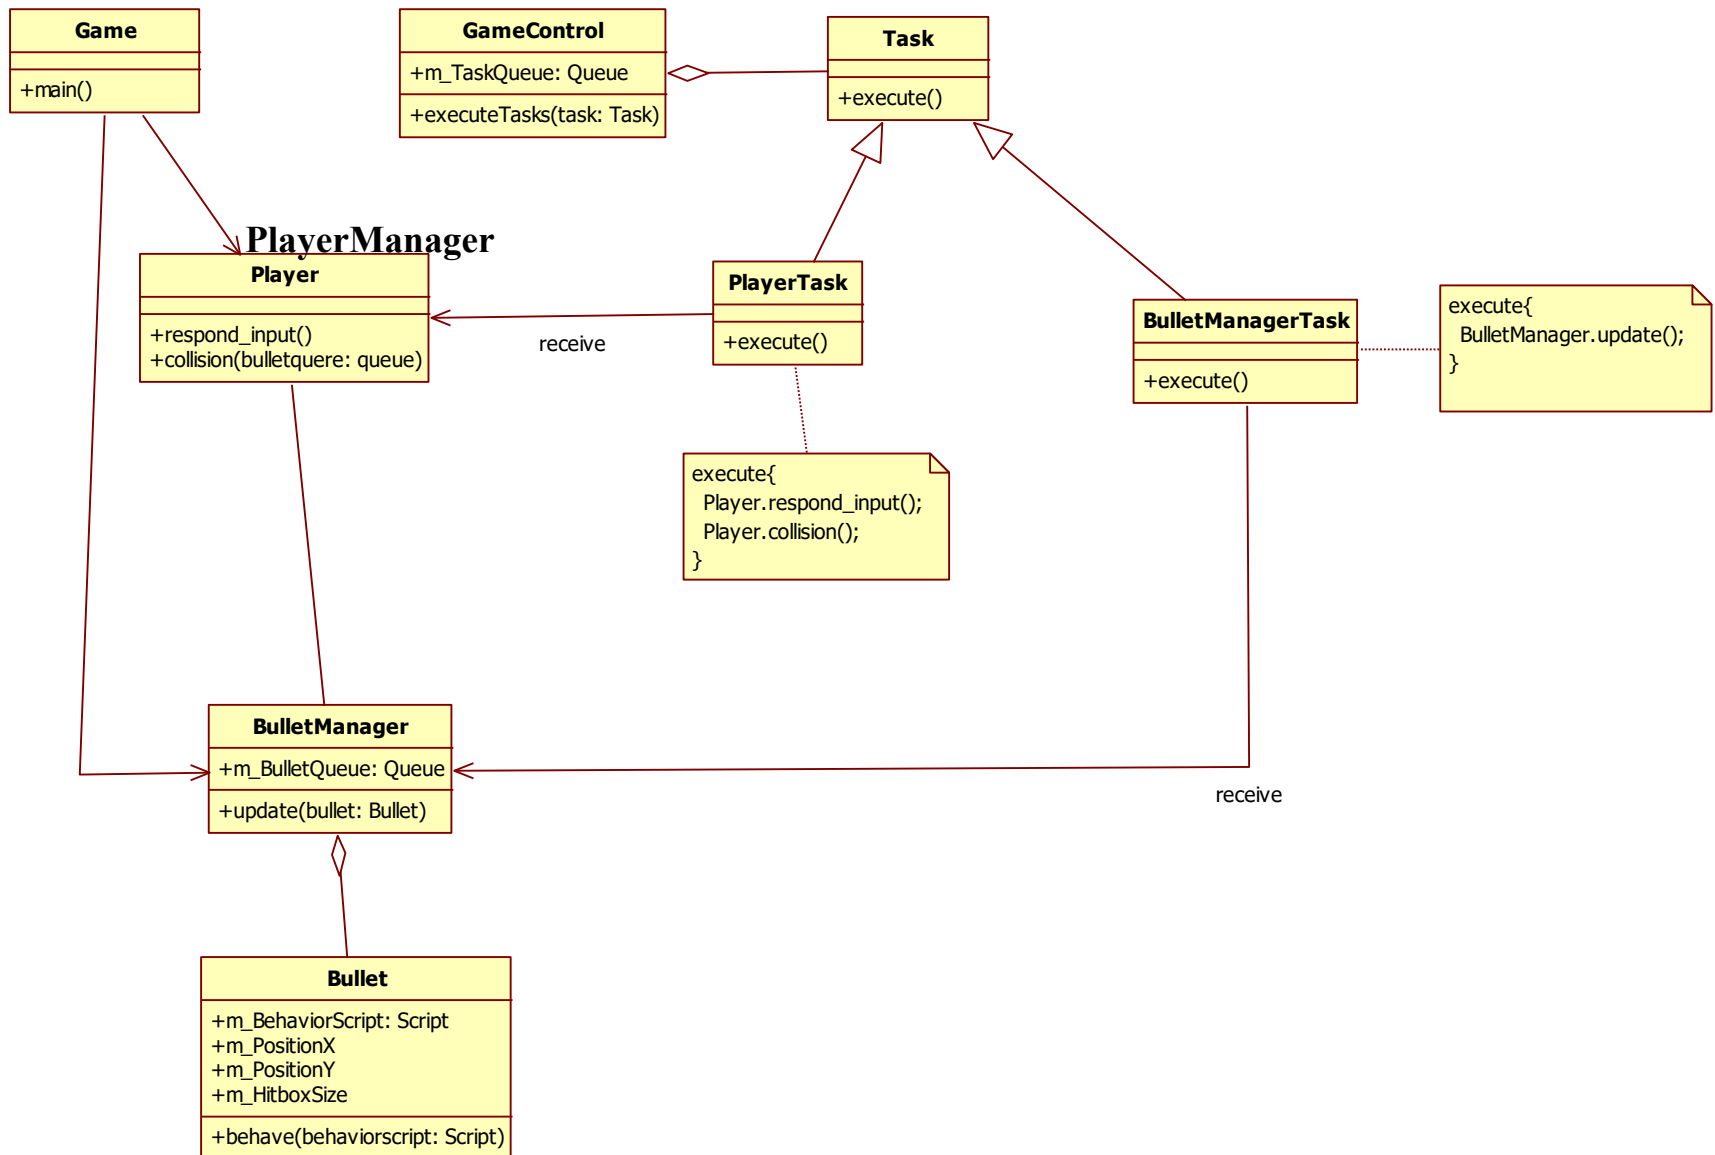 Game
+main()
GameControl
+m_TaskQueue: Queue
+executeTasks(task: Task)
Task
+execute()
PlayerManager
Player
+respond_input()
+collision(bulletquere: queue)
receive
PlayerTask
+execute()
BulletManagerTask
+execute()
execute{
BulletManager.update();
}
execute{
Player.respond_input();
Player.collision();
}
BulletManager
+m_BulletQueue: Queue
+update(bullet: Bullet)
receive
Bullet
+m_BehaviorScript: Script
+m_PositionX
+m_PositionY
+m_HitboxSize
+behave(behaviorscript: Script)